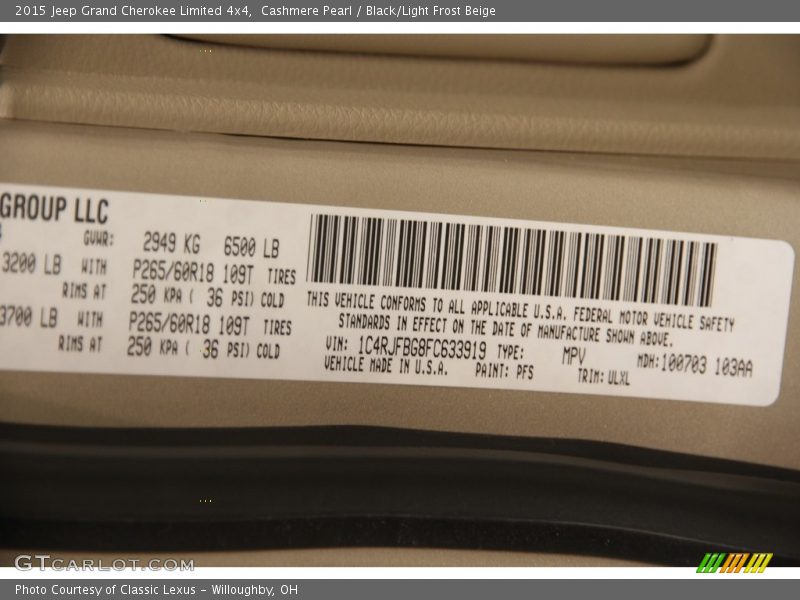 2015 Jeep Grand Cherokee Limited 4x4, Cashmere Pearl / Black/Light Frost Beige
GROUP LLC
GVWR: 2949 KG 6500 LB
3200 LB WITH P265/60R18 109T TIRES
RIMS AT 250 KPA ( 36 PSI) COLD
3700 LB WITH P265/60R18 109T TIRES
RIMS AT 250 KPA ( 36 PSI) COLD
THIS VEHICLE CONFORMS TO ALL APPLICABLE U.S.A. FEDERAL MOTOR VEHICLE SAFETY
STANDARDS IN EFFECT ON THE DATE OF MANUFACTURE SHOWN ABOVE.
VIN: 1C4RJFBG8FC633919 TYPE: MPV MDH:100703 103AA
VEHICLE MADE IN U.S.A. PAINT: PFS TRIM: ULXL
GTCARLOT.COM
Photo Courtesy of Classic Lexus - Willoughby, OH